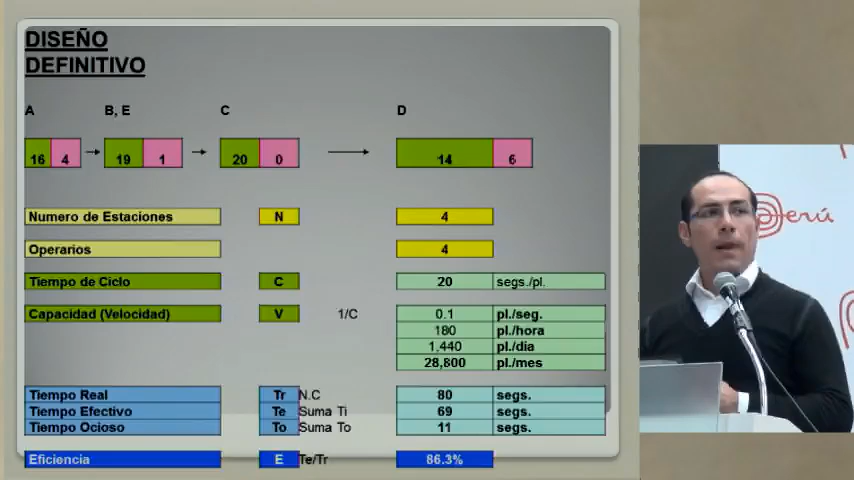 DISEÑO
DEFINITIVO
A B, E C D
16 4 19 1 20 0 14 6
Numero de Estaciones N 4
Operarios 4
Tiempo de Ciclo C 20 segs./pl.
Capacidad (Velocidad) V 1/C 0.1 pl./seg.
180 pl./hora
1,440 pl./dia
28,800 pl./mes
Tiempo Real Tr N.C 80 segs.
Tiempo Efectivo Te Suma Ti 69 segs.
Tiempo Ocioso To Suma To 11 segs.
Eficiencia E Te/Tr 86.3%
Perú